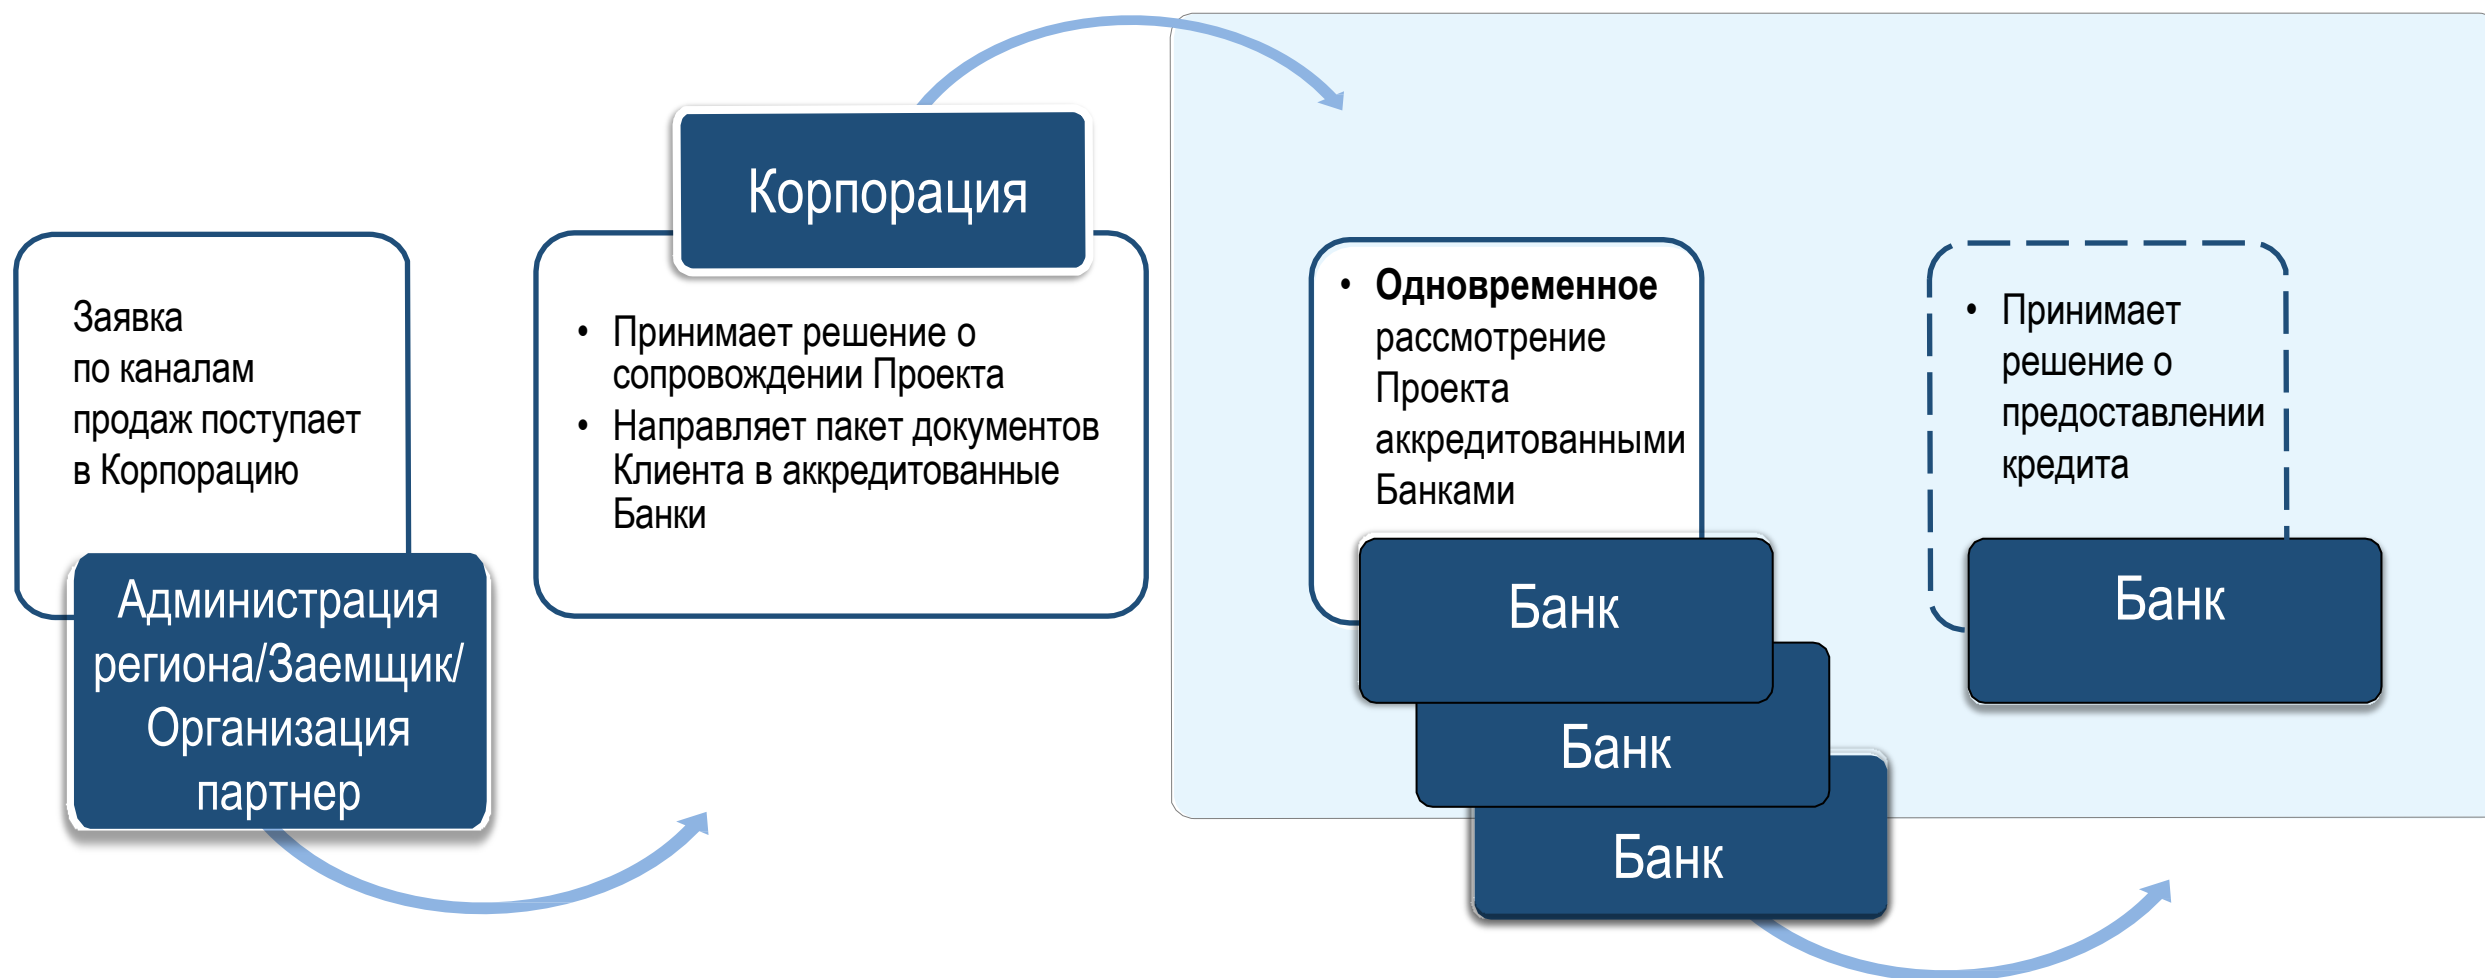 Заявка
по каналам
продаж поступает
в Корпорацию
Администрация
региона/Заемщик/
Организация
партнер
Корпорация
• Принимает решение о
сопровождении Проекта
• Направляет пакет документов
Клиента в аккредитованные
Банки
• Одновременное
рассмотрение
Проекта
аккредитованными
Банками
Банк
Банк
Банк
• Принимает
решение о
предоставлении
кредита
Банк